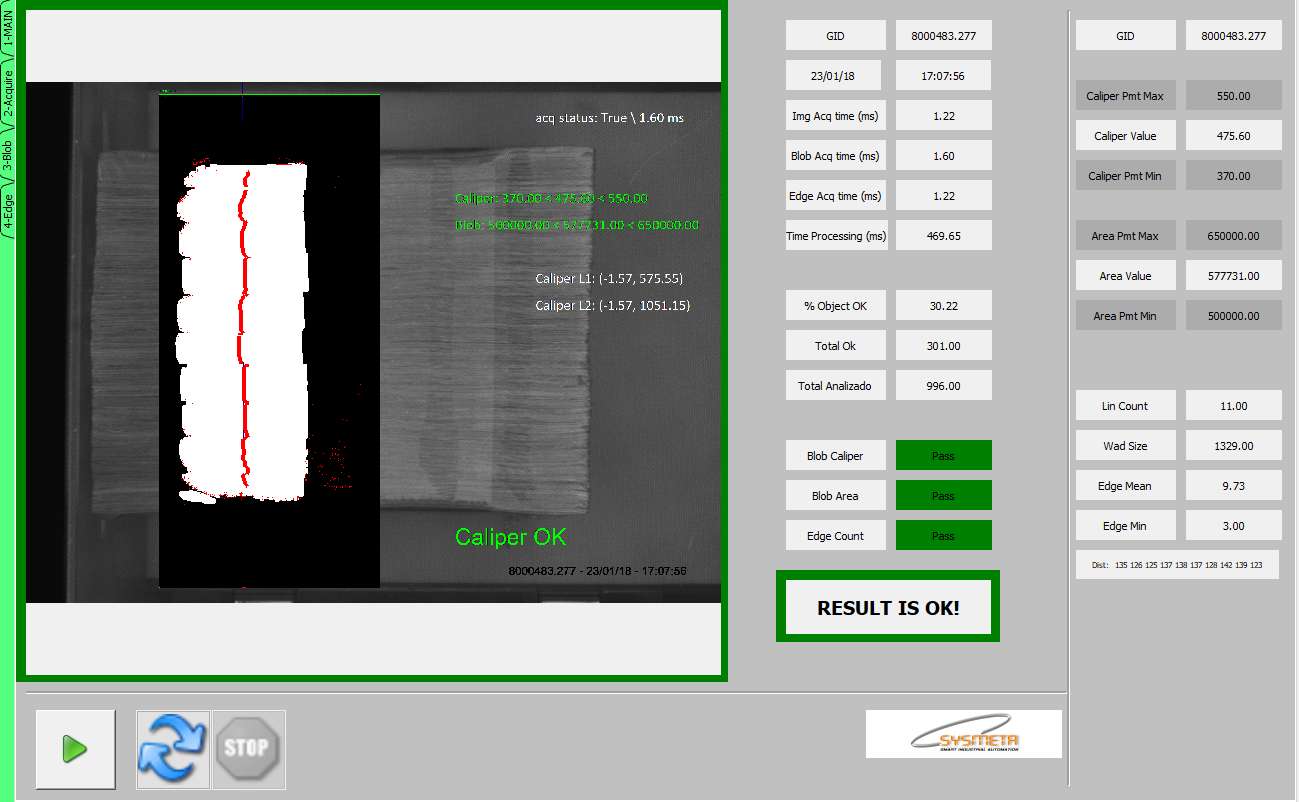 1-MAIN
2-Acquire
3-Blob
4-Edge
acq status: True \ 1.60 ms
Caliper: 370.00 < 475.60 < 550.00
Blob: 500000.00 < 577731.00 < 650000.00
Caliper L1: (-1.57, 575.55)
Caliper L2: (-1.57, 1051.15)
Caliper OK
8000483.277 - 23/01/18 - 17:07:56
GID 8000483.277
23/01/18 17:07:56
Img Acq time (ms) 1.22
Blob Acq time (ms) 1.60
Edge Acq time (ms) 1.22
Time Processing (ms) 469.65
% Object OK 30.22
Total Ok 301.00
Total Analizado 996.00
Blob Caliper Pass
Blob Area Pass
Edge Count Pass
RESULT IS OK!
GID 8000483.277
Caliper Pmt Max 550.00
Caliper Value 475.60
Caliper Pmt Min 370.00
Area Pmt Max 650000.00
Area Value 577731.00
Area Pmt Min 500000.00
Lin Count 11.00
Wad Size 1329.00
Edge Mean 9.73
Edge Min 3.00
Dist: 135 126 125 137 138 137 128 142 139 123
STOP
SYSMETA
SMART INDUSTRIAL AUTOMATION